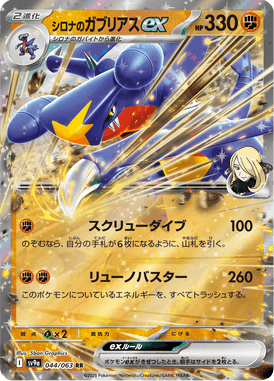 2進化
シロナのガブリアスex
HP 330
シロナのガバイトから進化
スクリューダイブ 100
のぞむなら、自分の手札が6枚になるように、山札を引く。
リューノバスター 260
このポケモンについているエネルギーを、すべてトラッシュする。
弱点 ×2 抵抗力 にげる
exルール
ポケモンexがきぜつしたとき、相手はサイドを2枚とる。
Illus. 5ban Graphics
sv9a 044/063 RR